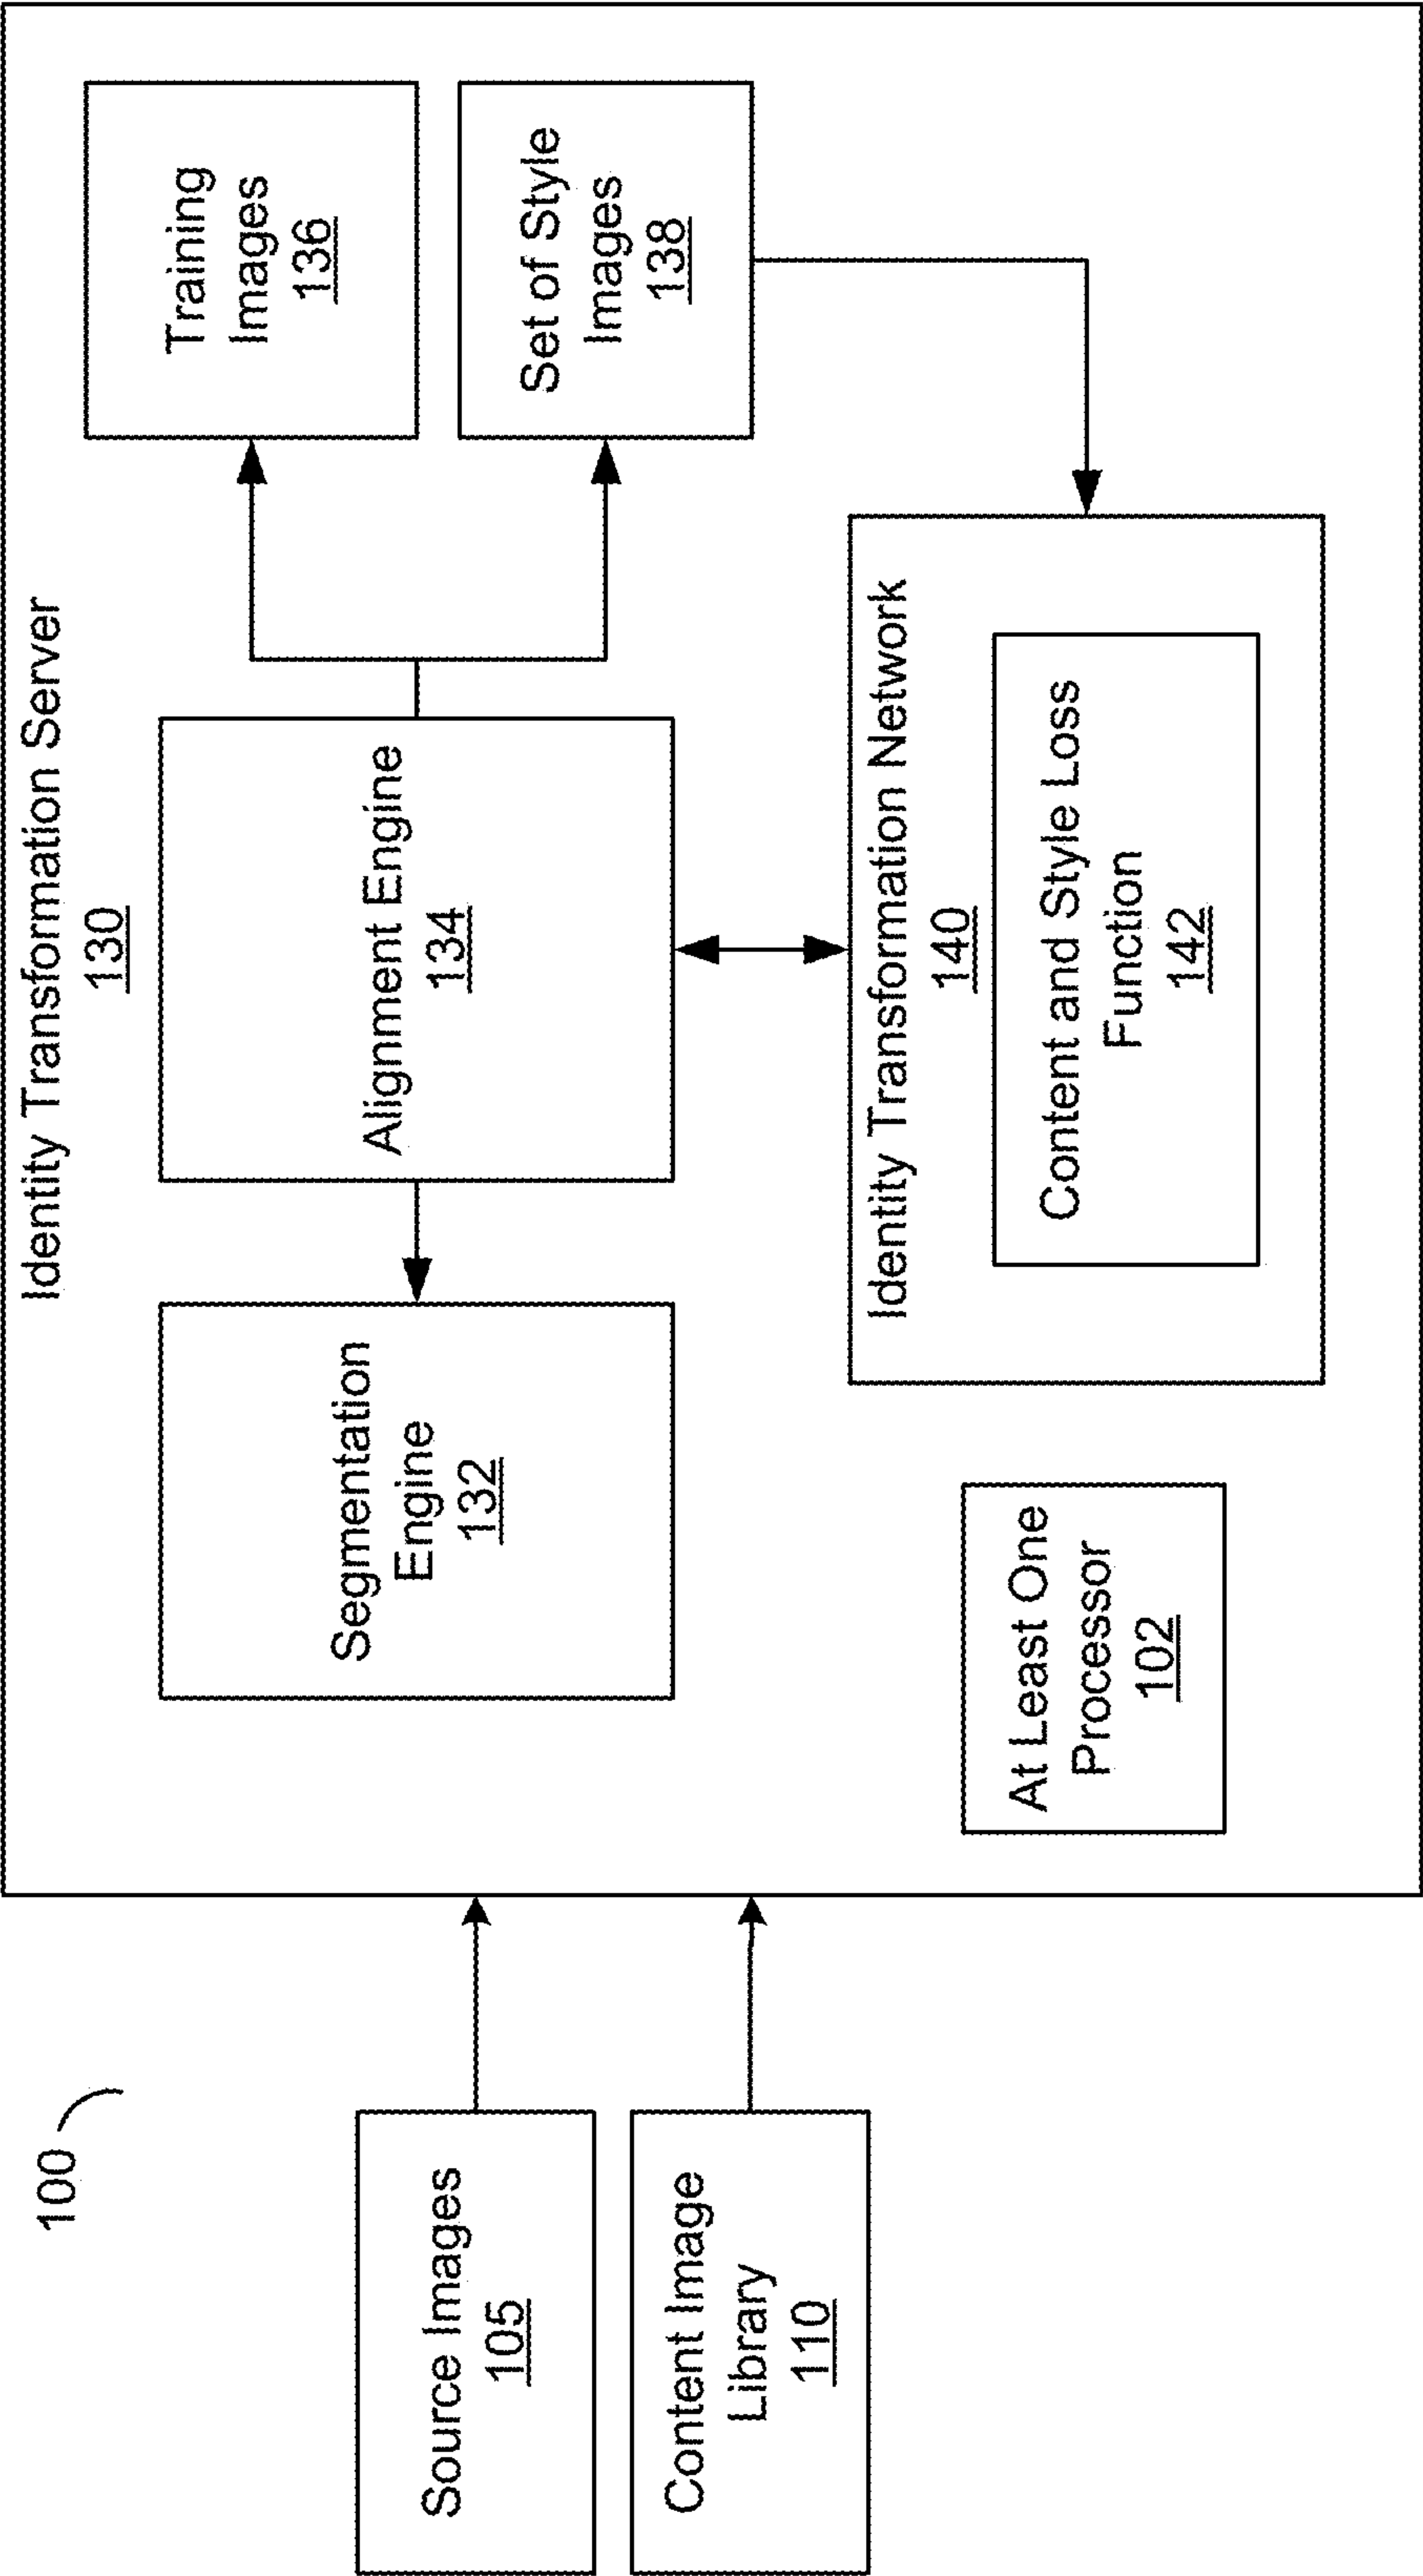 100
Source Images
105
Content Image
Library
110
Identity Transformation Server
130
Segmentation
Engine
132
Alignment Engine
134
Training
Images
136
Set of Style
Images
138
At Least One
Processor
102
Identity Transformation Network
140
Content and Style Loss
Function
142